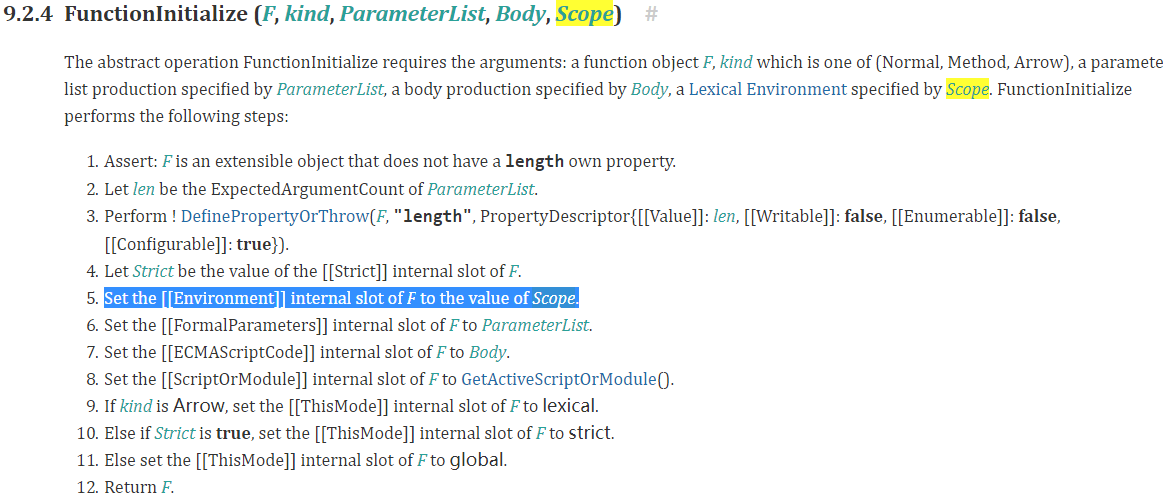 9.2.4 FunctionInitialize (F, kind, ParameterList, Body, Scope) #
The abstract operation FunctionInitialize requires the arguments: a function object F, kind which is one of (Normal, Method, Arrow), a paramete
list production specified by ParameterList, a body production specified by Body, a Lexical Environment specified by Scope. FunctionInitialize
performs the following steps:
1. Assert: F is an extensible object that does not have a length own property.
2. Let len be the ExpectedArgumentCount of ParameterList.
3. Perform ! DefinePropertyOrThrow(F, "length", PropertyDescriptor{[[Value]]: len, [[Writable]]: false, [[Enumerable]]: false,
[[Configurable]]: true}).
4. Let Strict be the value of the [[Strict]] internal slot of F.
5. Set the [[Environment]] internal slot of F to the value of Scope.
6. Set the [[FormalParameters]] internal slot of F to ParameterList.
7. Set the [[ECMAScriptCode]] internal slot of F to Body.
8. Set the [[ScriptOrModule]] internal slot of F to GetActiveScriptOrModule().
9. If kind is Arrow, set the [[ThisMode]] internal slot of F to lexical.
10. Else if Strict is true, set the [[ThisMode]] internal slot of F to strict.
11. Else set the [[ThisMode]] internal slot of F to global.
12. Return F.